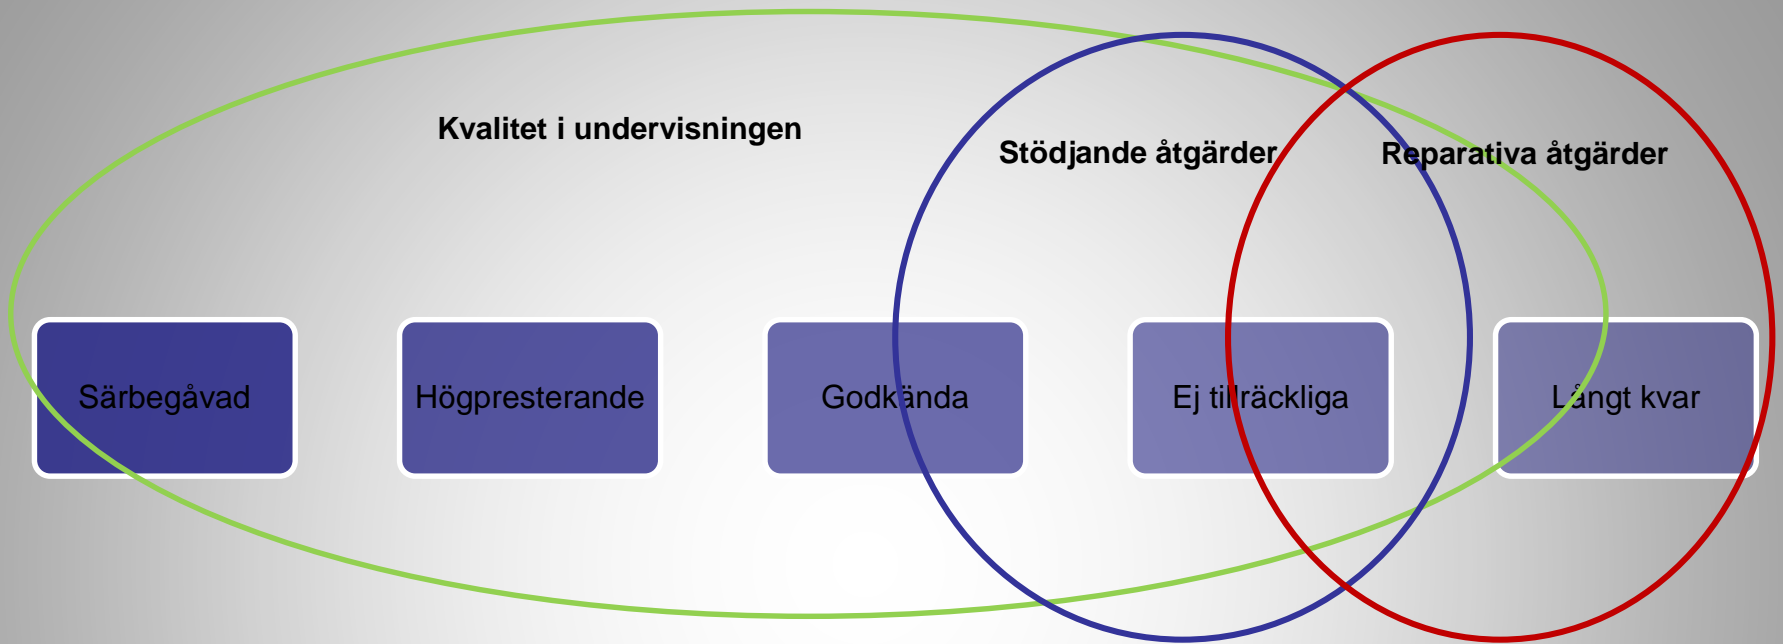 Kvalitet i undervisningen
Stödjande åtgärder
Reparativa åtgärder
Särbegåvad
Högpresterande
Godkända
Ej tillräckliga
Långt kvar